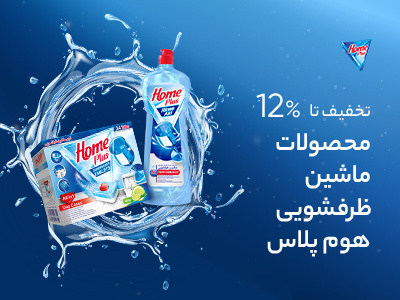 Home
Plus
تخفیف تا 12%
محصولات
ماشین
ظرفشویی
هوم پلاس
Home
Plus
Home
Plus